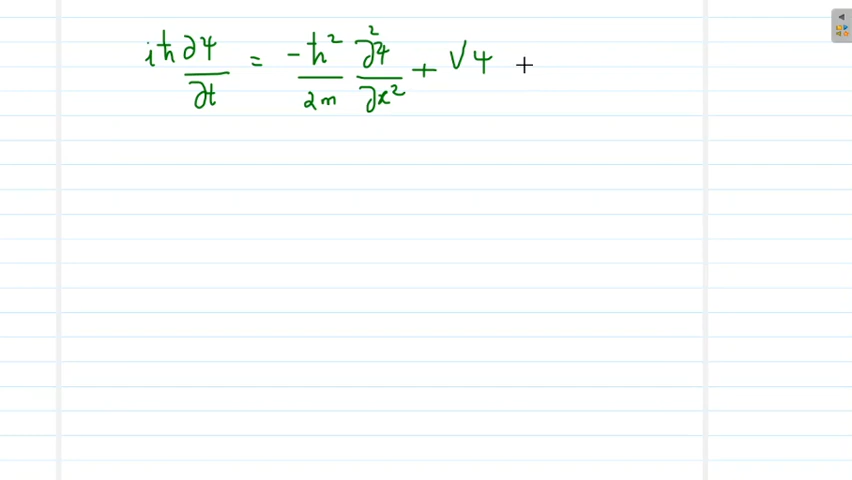 iħ ∂ψ/∂t = -ħ²/2m ∂²ψ/∂x² + Vψ